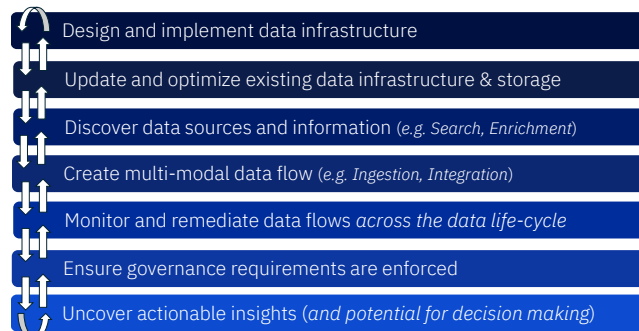 Design and implement data infrastructure
Update and optimize existing data infrastructure & storage
Discover data sources and information (e.g. Search, Enrichment)
Create multi-modal data flow (e.g. Ingestion, Integration)
Monitor and remediate data flows across the data life-cycle
Ensure governance requirements are enforced
Uncover actionable insights (and potential for decision making)